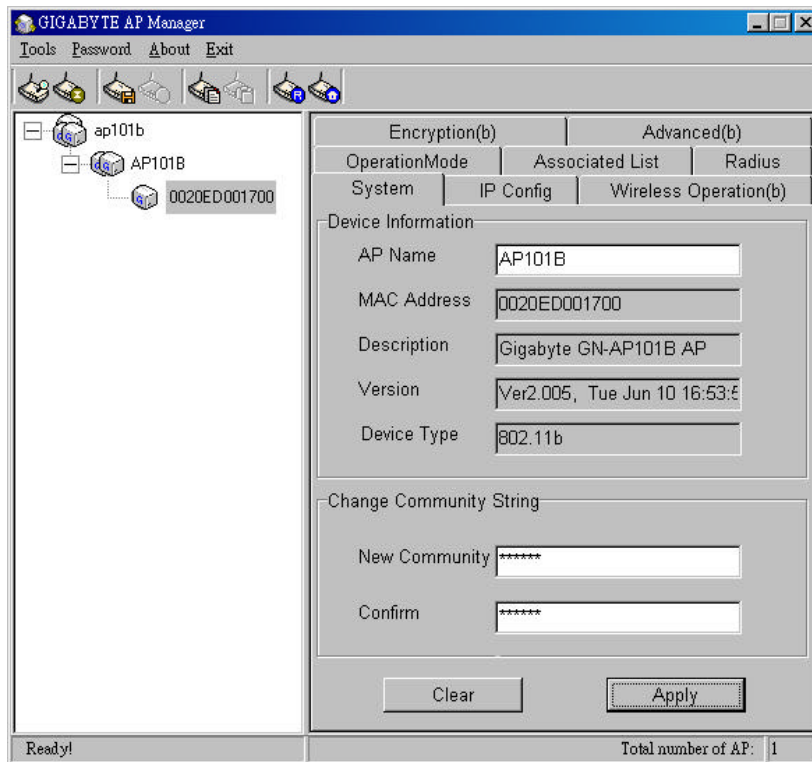 GIGABYTE AP Manager
Tools Password About Exit
ap101b
AP101B
0020ED001700
Encryption(b) Advanced(b)
OperationMode Associated List Radius
System IP Config Wireless Operation(b)
Device Information
AP Name AP101B
MAC Address 0020ED001700
Description Gigabyte GN-AP101B AP
Version Ver2.005, Tue Jun 10 16:53:5
Device Type 802.11b
Change Community String
New Community ******
Confirm ******
Clear Apply
Ready! Total number of AP: 1